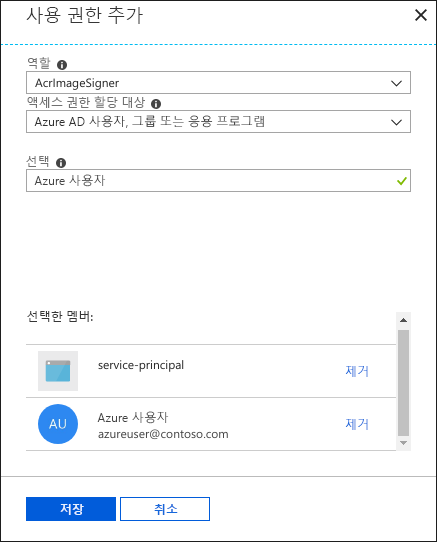 사용 권한 추가
역할
AcrImageSigner
액세스 권한 할당 대상
Azure AD 사용자, 그룹 또는 응용 프로그램
선택
Azure 사용자
선택한 멤버:
service-principal
제거
AU
Azure 사용자
azureuser@contoso.com
제거
저장
취소